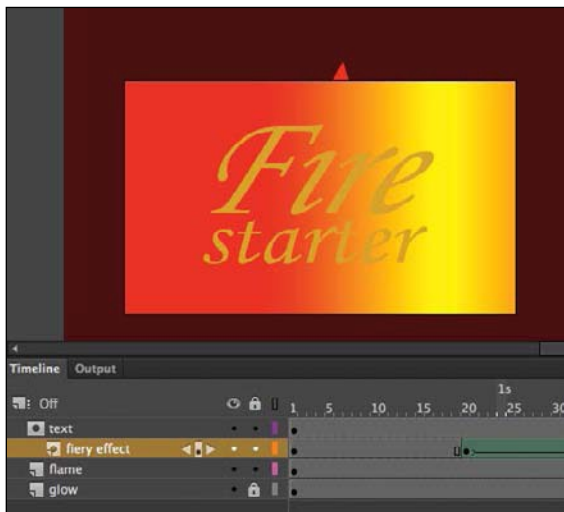 Fire
starter
Timeline Output
Off
1s
1 5 10 15 20 25 30
text
fiery effect
flame
glow